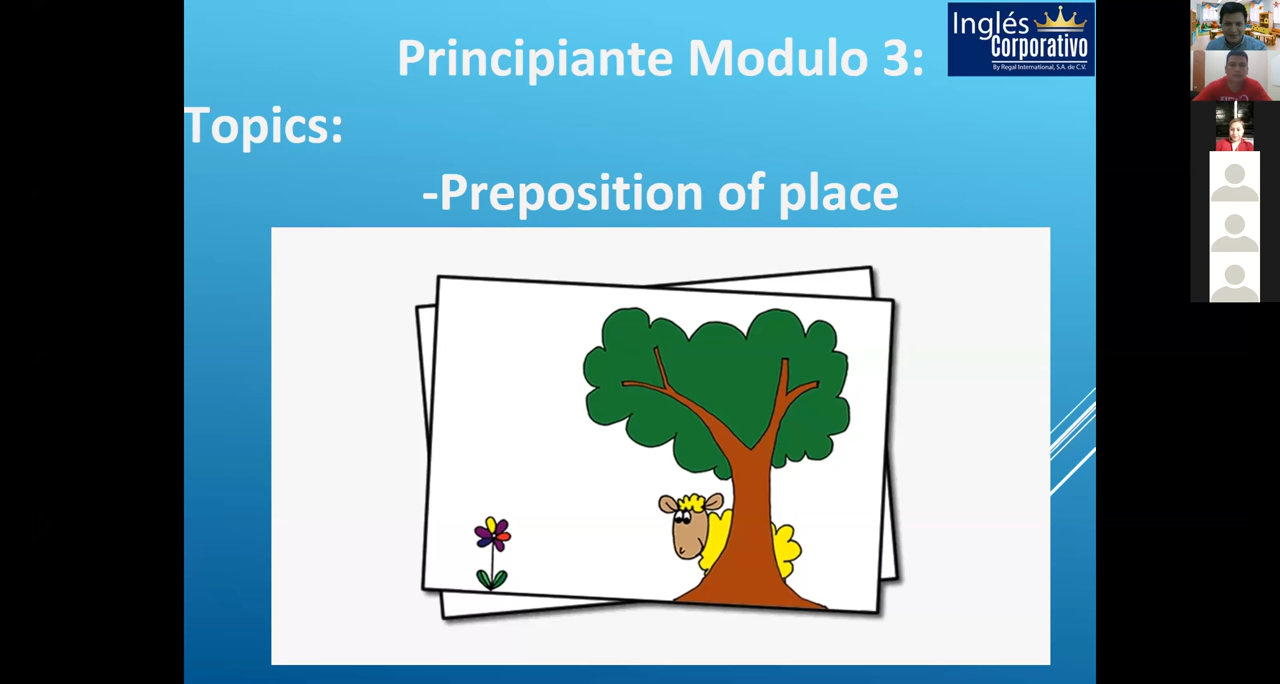 Principiante Modulo 3:
Inglés
Corporativo
By Regal International, S.A. de C.V.
Topics:
-Preposition of place